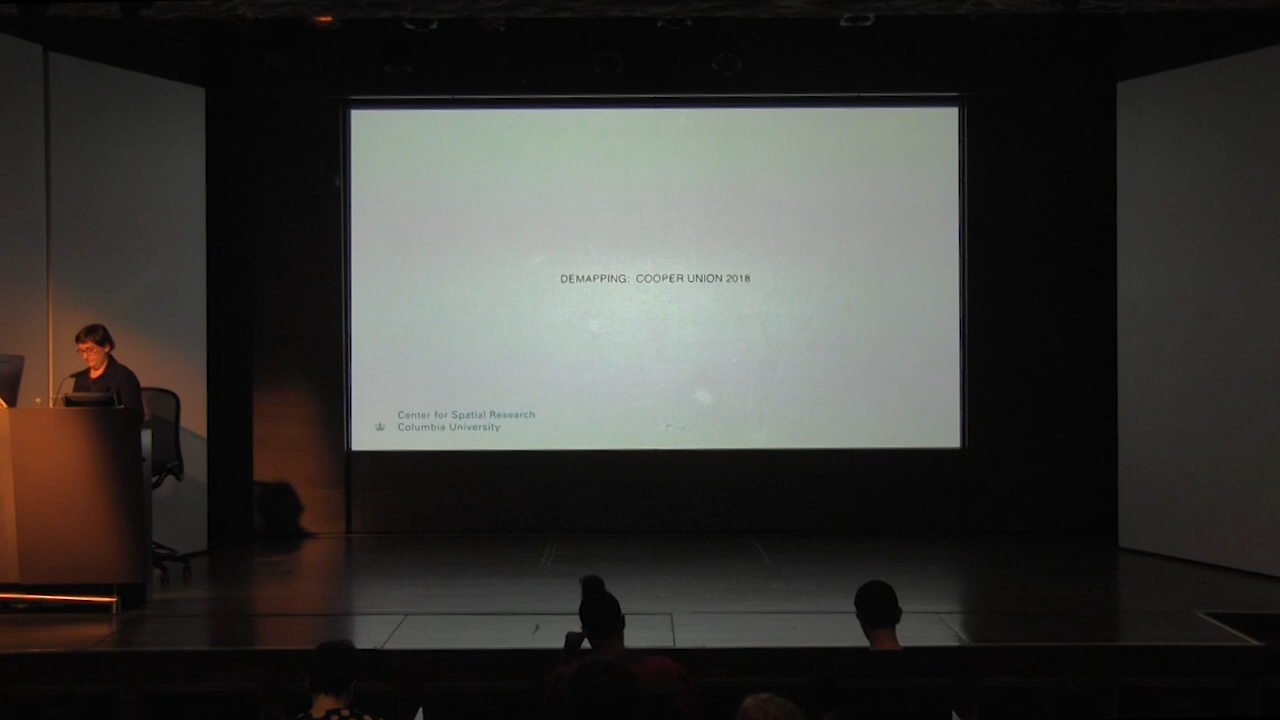 DEMAPPING: COOPER UNION 2018
Center for Spatial Research
Columbia University